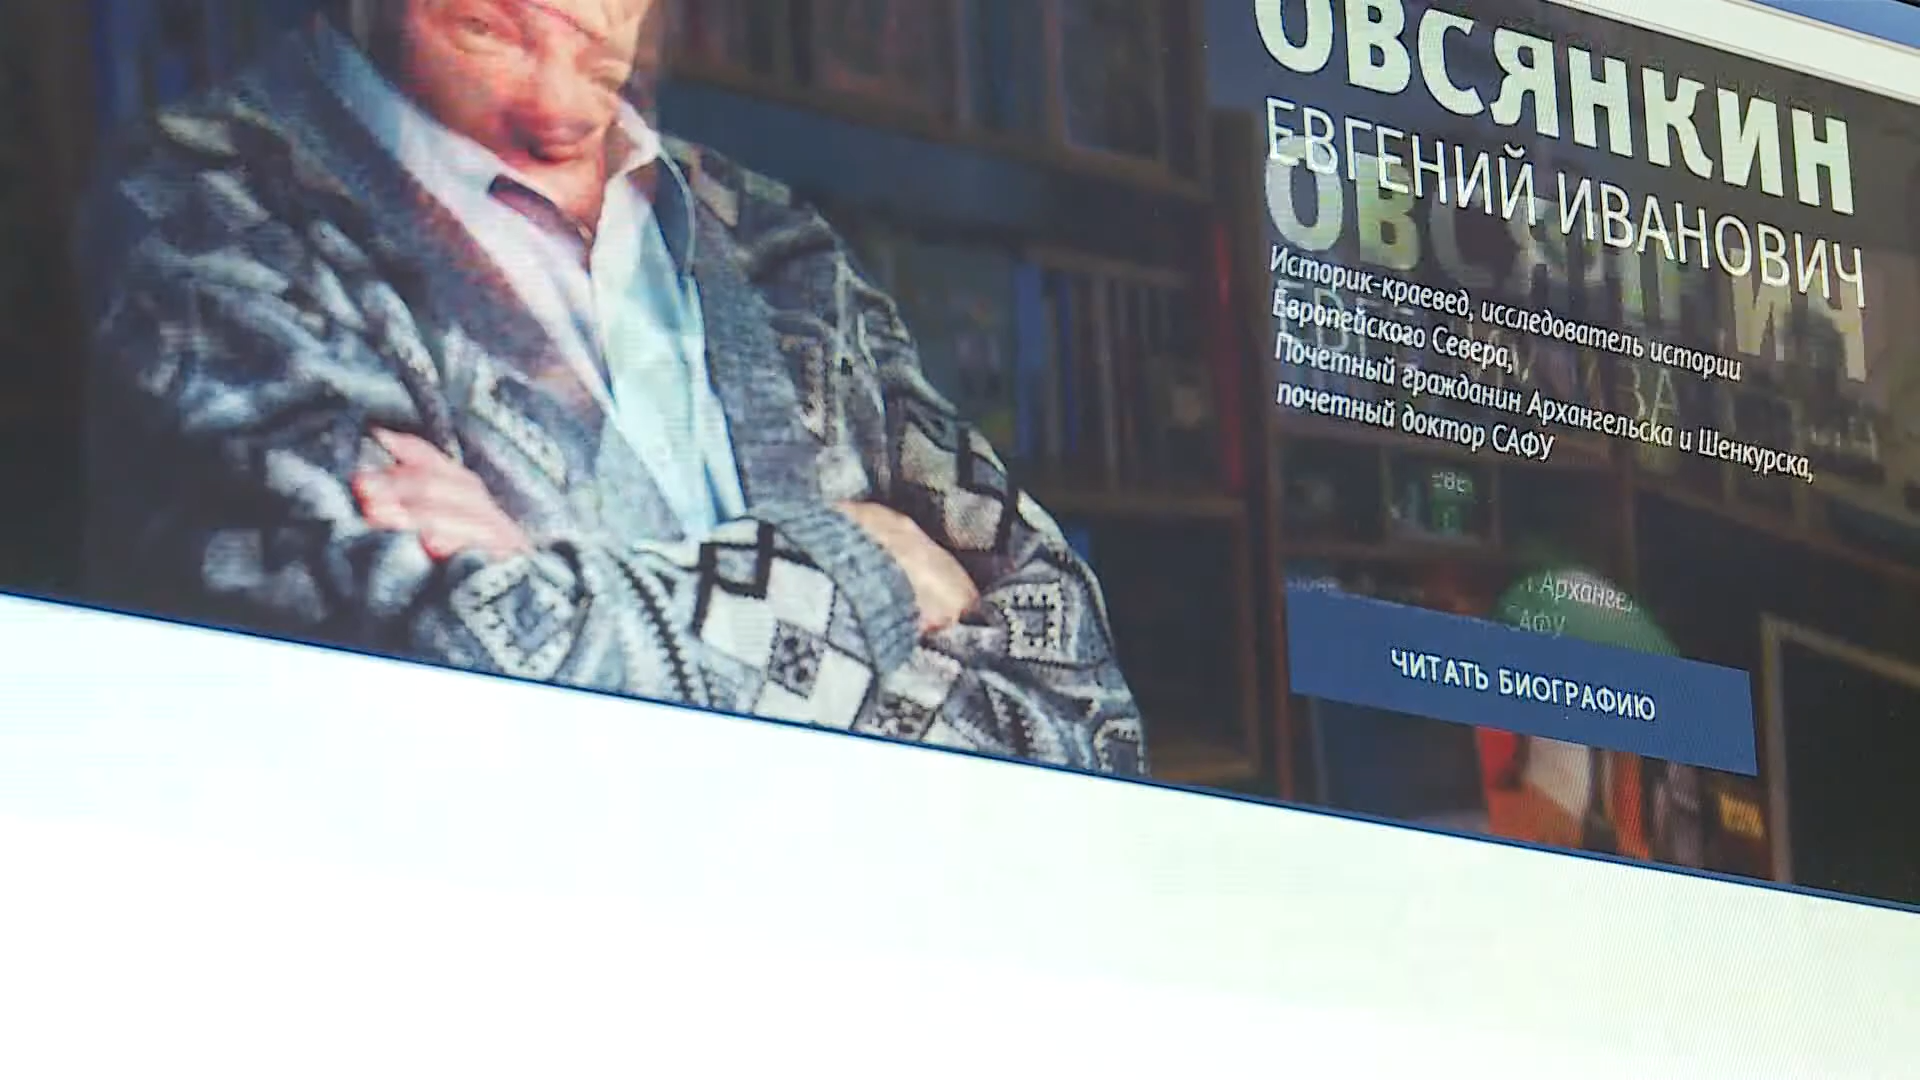 ОВСЯНКИН
ЕВГЕНИЙ ИВАНОВИЧ
Историк-краевед, исследователь истории
Европейского Севера,
Почетный гражданин Архангельска и Шенкурска,
почетный доктор САФУ
ЧИТАТЬ БИОГРАФИЮ